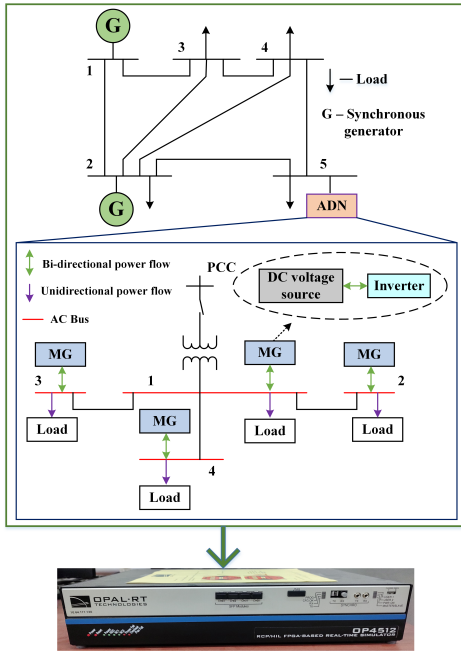 G
1
3
4
Load
G – Synchronous
generator
2
G
5
ADN
Bi-directional power flow
Unidirectional power flow
AC Bus
PCC
DC voltage
source
Inverter
MG
MG
MG
3
1
2
Load
MG
Load
Load
4
Load
OPAL-RT
TECHNOLOGIES
OP4512
RCP/HIL FPGA-BASED REAL-TIME SIMULATOR